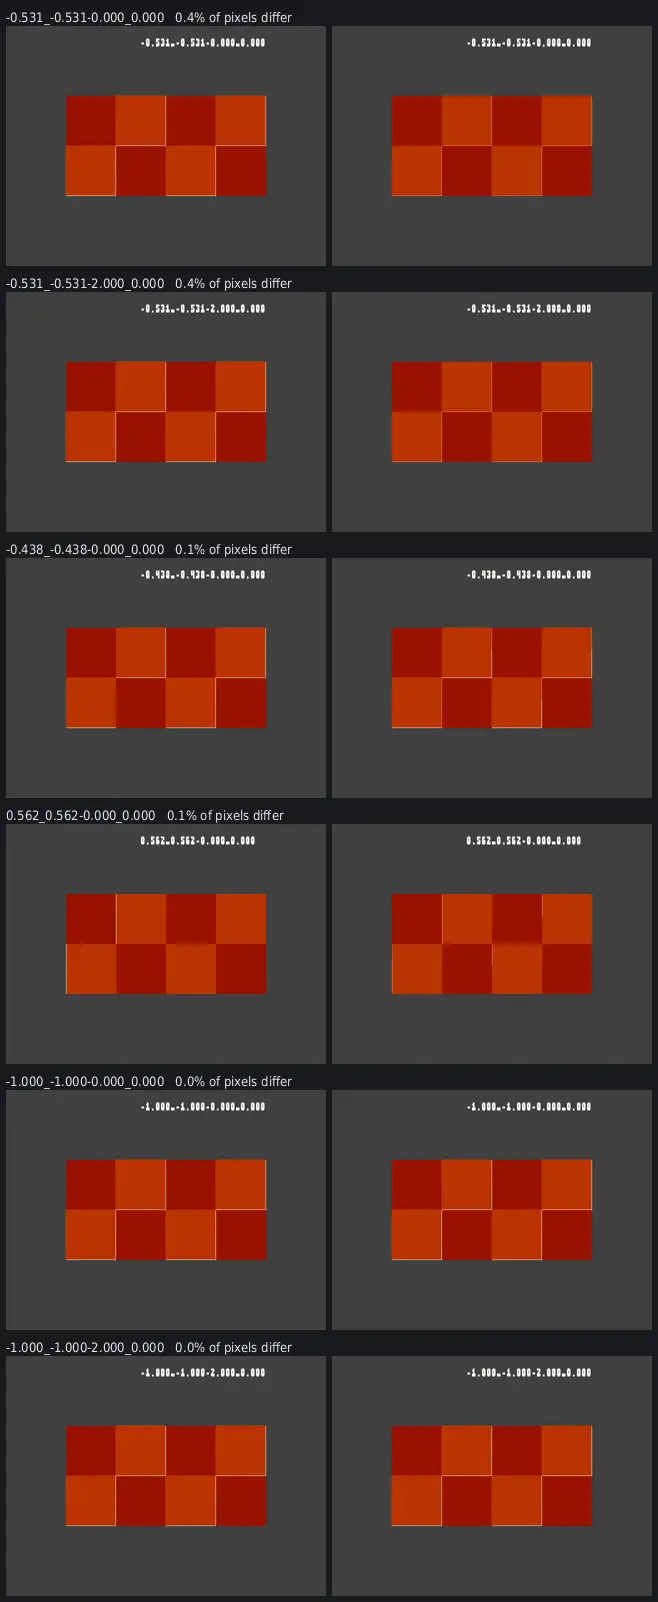 -0.531_-0.531-0.000_0.000 0.4% of pixels differ
-0.531_-0.531-0.000_0.000 -0.531_-0.531-0.000_0.000
-0.531_-0.531-2.000_0.000 0.4% of pixels differ
-0.531_-0.531-2.000_0.000 -0.531_-0.531-2.000_0.000
-0.438_-0.438-0.000_0.000 0.1% of pixels differ
-0.438_-0.438-0.000_0.000 -0.438_-0.438-0.000_0.000
0.562_0.562-0.000_0.000 0.1% of pixels differ
0.562_0.562-0.000_0.000 0.562_0.562-0.000_0.000
-1.000_-1.000-0.000_0.000 0.0% of pixels differ
-1.000_-1.000-0.000_0.000 -1.000_-1.000-0.000_0.000
-1.000_-1.000-2.000_0.000 0.0% of pixels differ
-1.000_-1.000-2.000_0.000 -1.000_-1.000-2.000_0.000